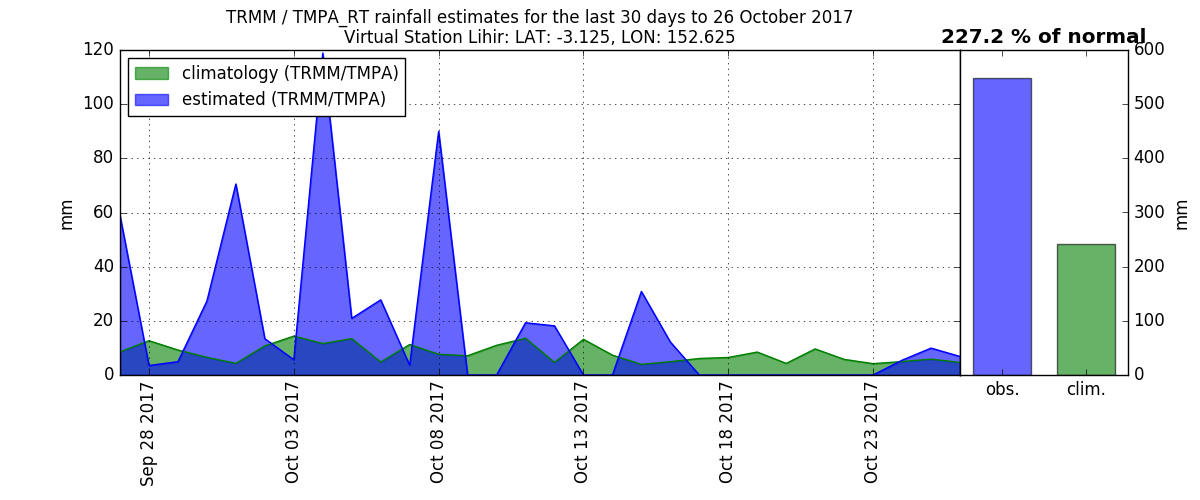 TRMM / TMPA_RT rainfall estimates for the last 30 days to 26 October 2017
Virtual Station Lihir: LAT: -3.125, LON: 152.625
227.2 % of normal
climatology (TRMM/TMPA)
estimated (TRMM/TMPA)
120
100
80
60
40
20
0
mm
Sep 28 2017
Oct 03 2017
Oct 08 2017
Oct 13 2017
Oct 18 2017
Oct 23 2017
600
500
400
300
200
100
0
mm
obs.
clim.